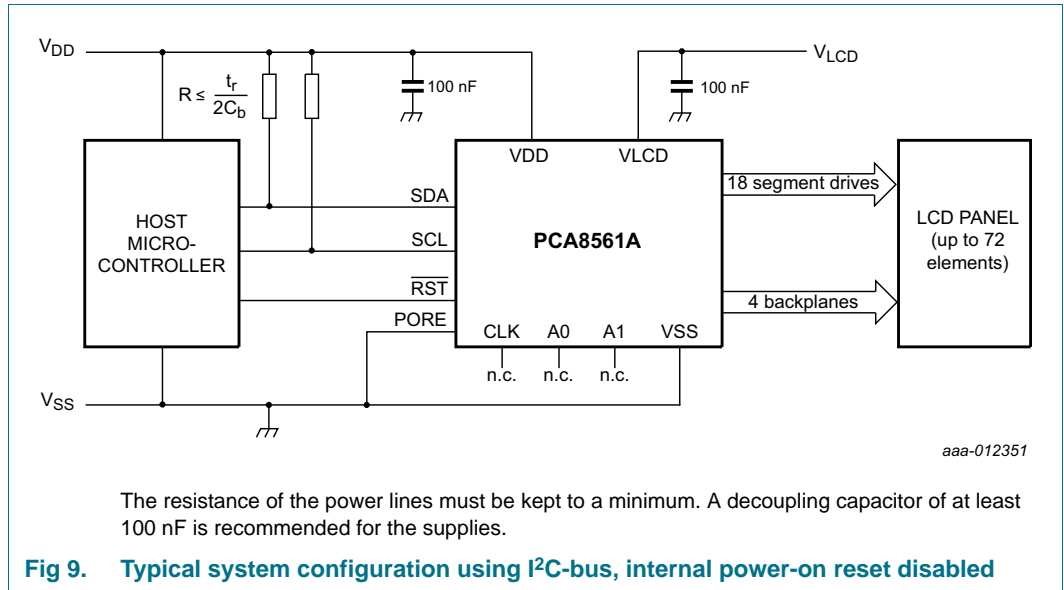 VDD
VLCD
R ≤ tr / 2Cb
100 nF
100 nF
HOST
MICRO-
CONTROLLER
SDA
SCL
RST
PORE
VDD
VLCD
PCA8561A
CLK
A0
A1
VSS
n.c.
n.c.
n.c.
18 segment drives
4 backplanes
LCD PANEL
(up to 72
elements)
VSS
aaa-012351
The resistance of the power lines must be kept to a minimum. A decoupling capacitor of at least
100 nF is recommended for the supplies.
Fig 9. Typical system configuration using I²C-bus, internal power-on reset disabled